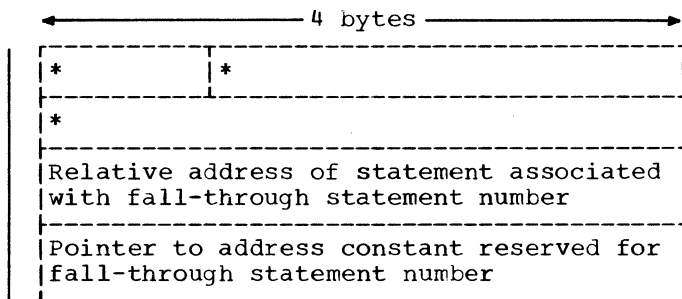 4 bytes
* *
*
Relative address of statement associated
with fall-through statement number
Pointer to address constant reserved for
fall-through statement number